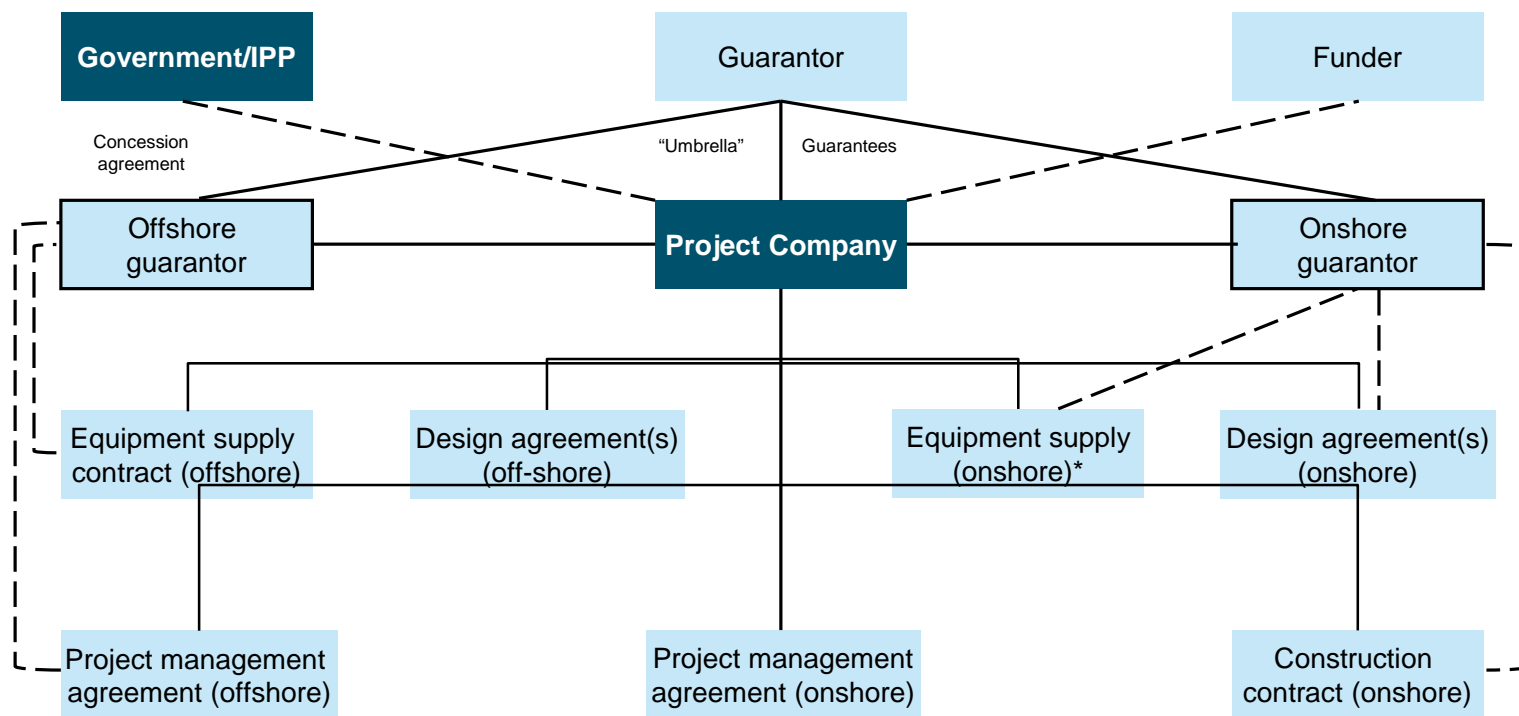 Government/IPP
Guarantor
Funder
Concession
agreement
“Umbrella”
Guarantees
Offshore
guarantor
Project Company
Onshore
guarantor
Equipment supply
contract (offshore)
Design agreement(s)
(off-shore)
Equipment supply
(onshore)*
Design agreement(s)
(onshore)
Project management
agreement (offshore)
Project management
agreement (onshore)
Construction
contract (onshore)